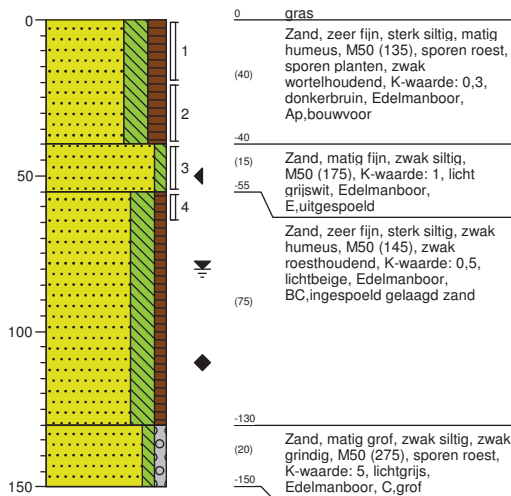 0
50
100
150
1
2
3
4
0
gras
(40)
Zand, zeer fijn, sterk siltig, matig
humeus, M50 (135), sporen roest,
sporen planten, zwak
wortelhoudend, K-waarde: 0,3,
donkerbruin, Edelmanboor,
Ap,bouwvoor
-40
(15)
Zand, matig fijn, zwak siltig,
M50 (175), K-waarde: 1, licht
grijswit, Edelmanboor,
E,uitgespoeld
-55
(75)
Zand, zeer fijn, sterk siltig, zwak
humeus, M50 (145), zwak
roesthoudend, K-waarde: 0,5,
lichtbeige, Edelmanboor,
BC,ingespoeld gelaagd zand
-130
(20)
Zand, matig grof, zwak siltig, zwak
grindig, M50 (275), sporen roest,
K-waarde: 5, lichtgrijs,
Edelmanboor, C,grof
-150